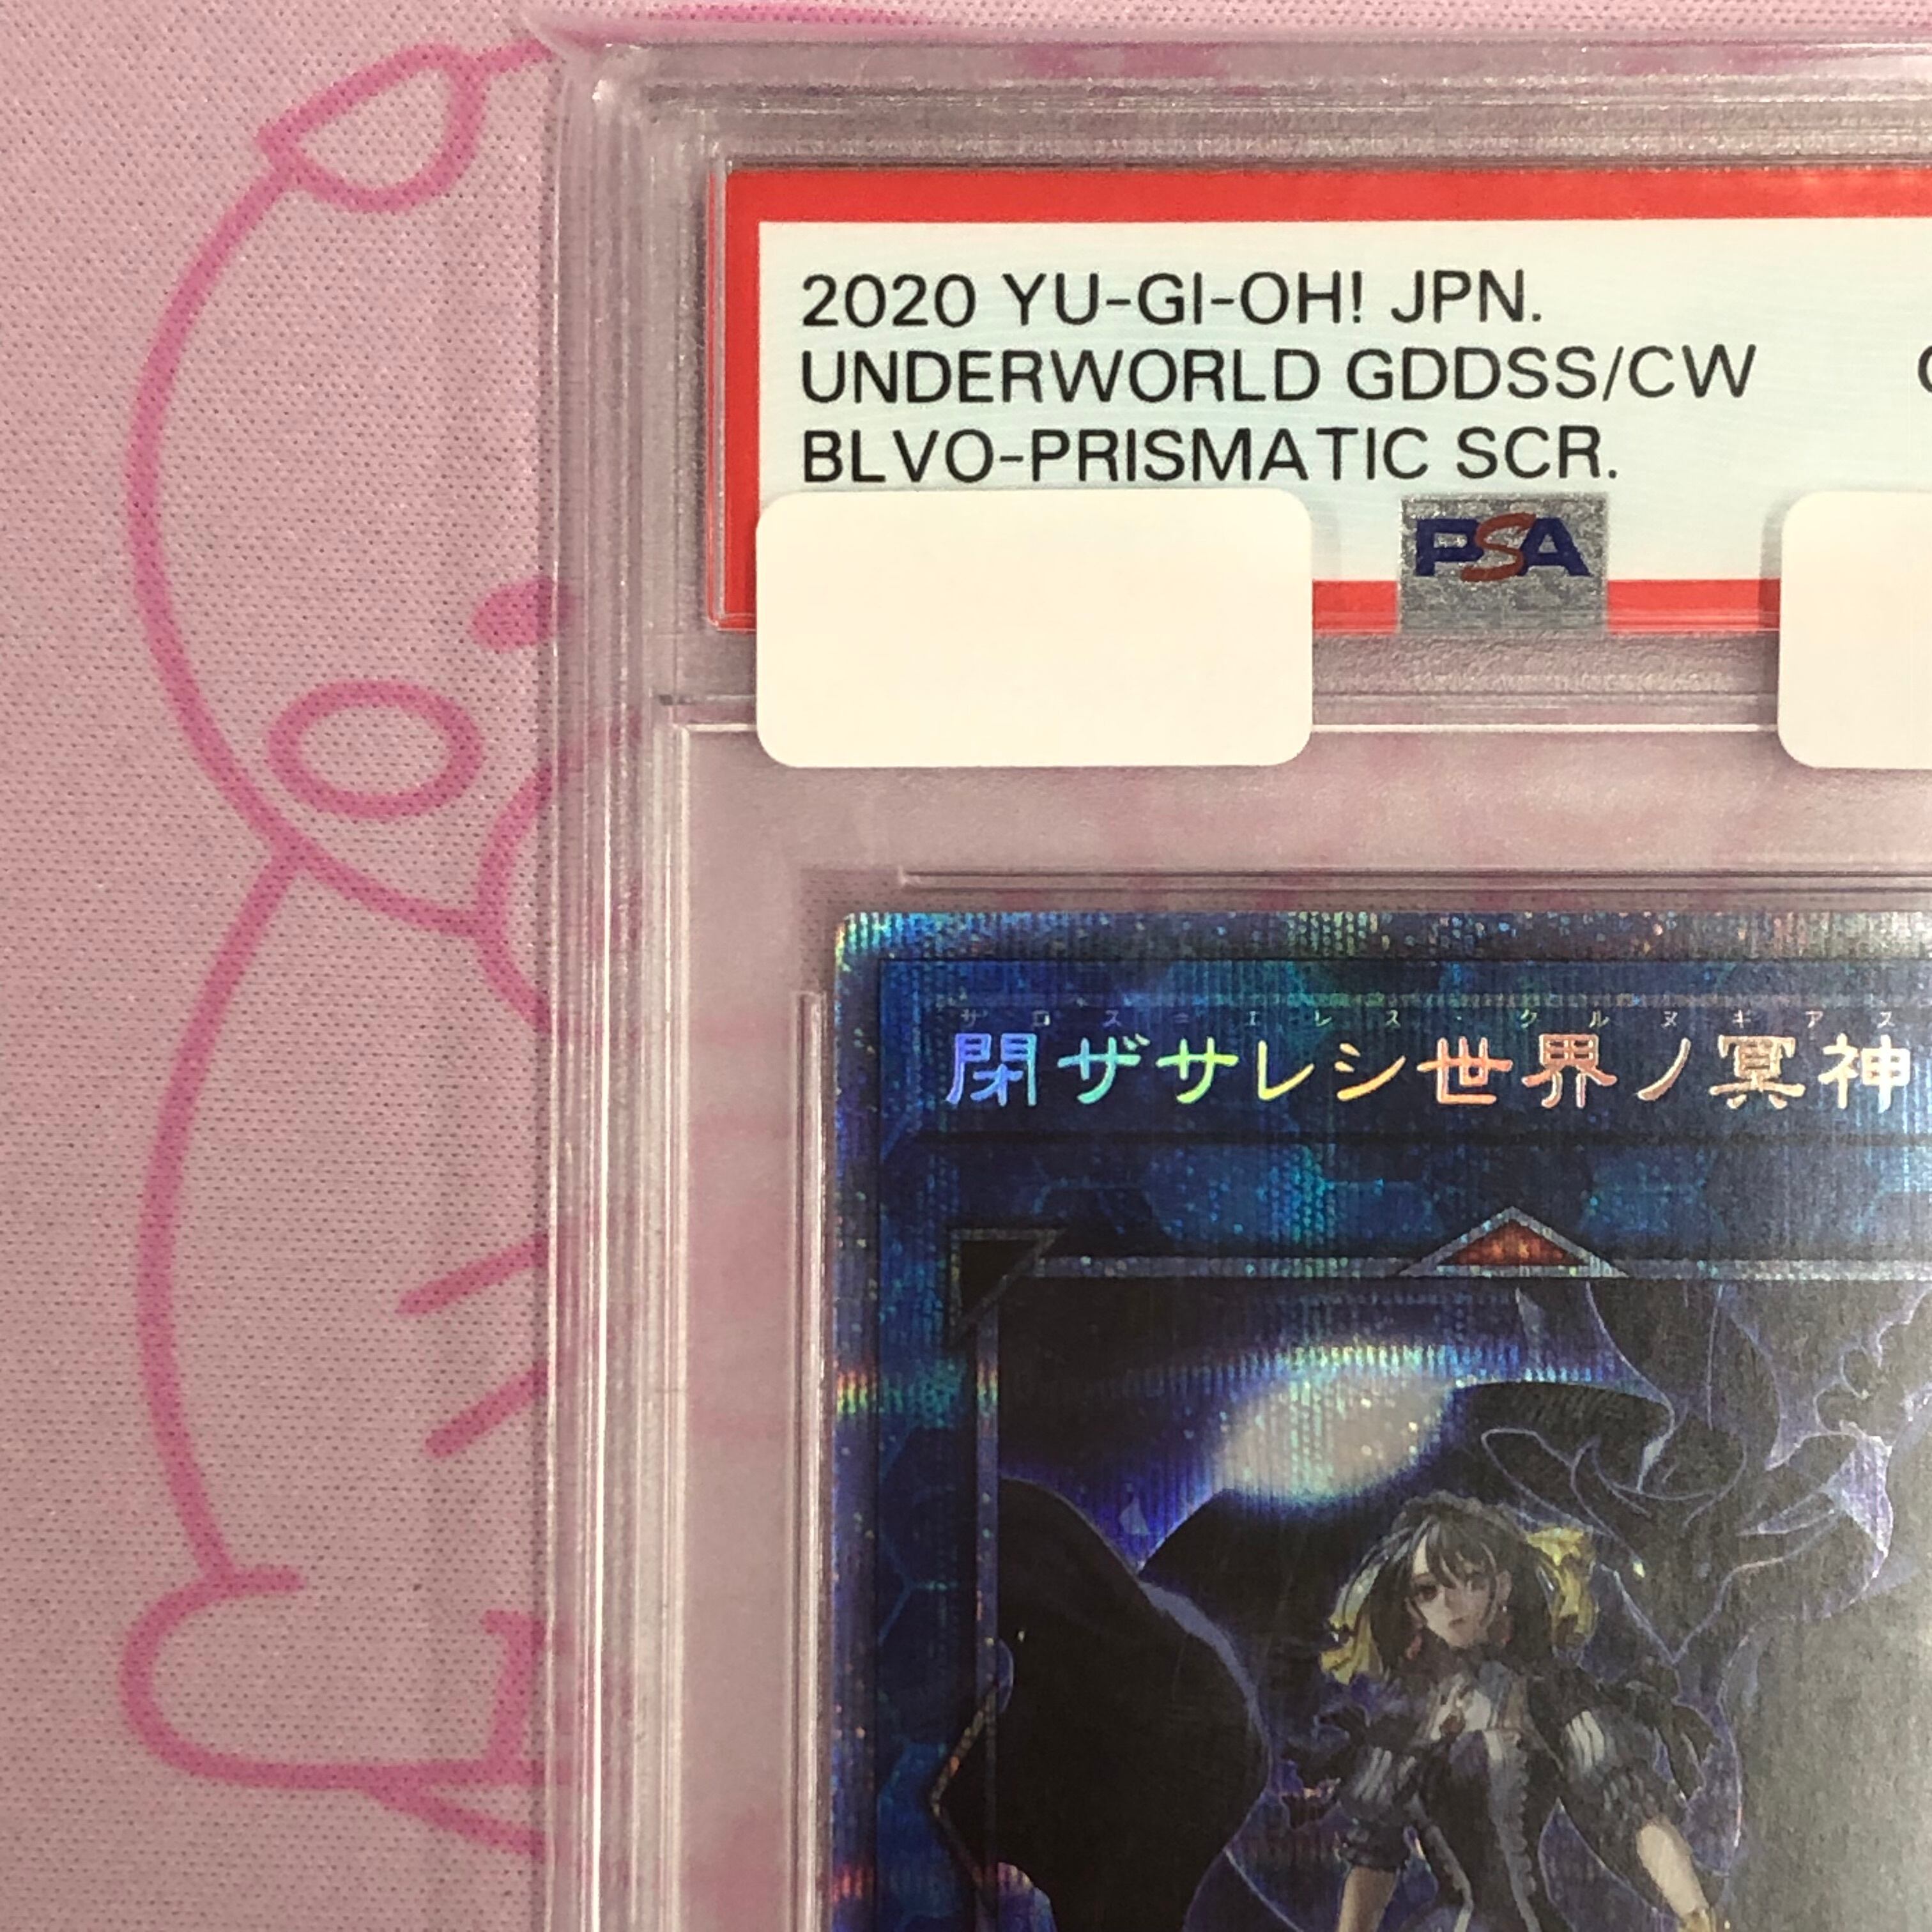 2020 YU-GI-OH! JPN.
UNDERWORLD GDDSS/CW
BLVO-PRISMATIC SCR.
PSA
サロス＝エレス・クルヌギアス
閉ザサレシ世界ノ冥神